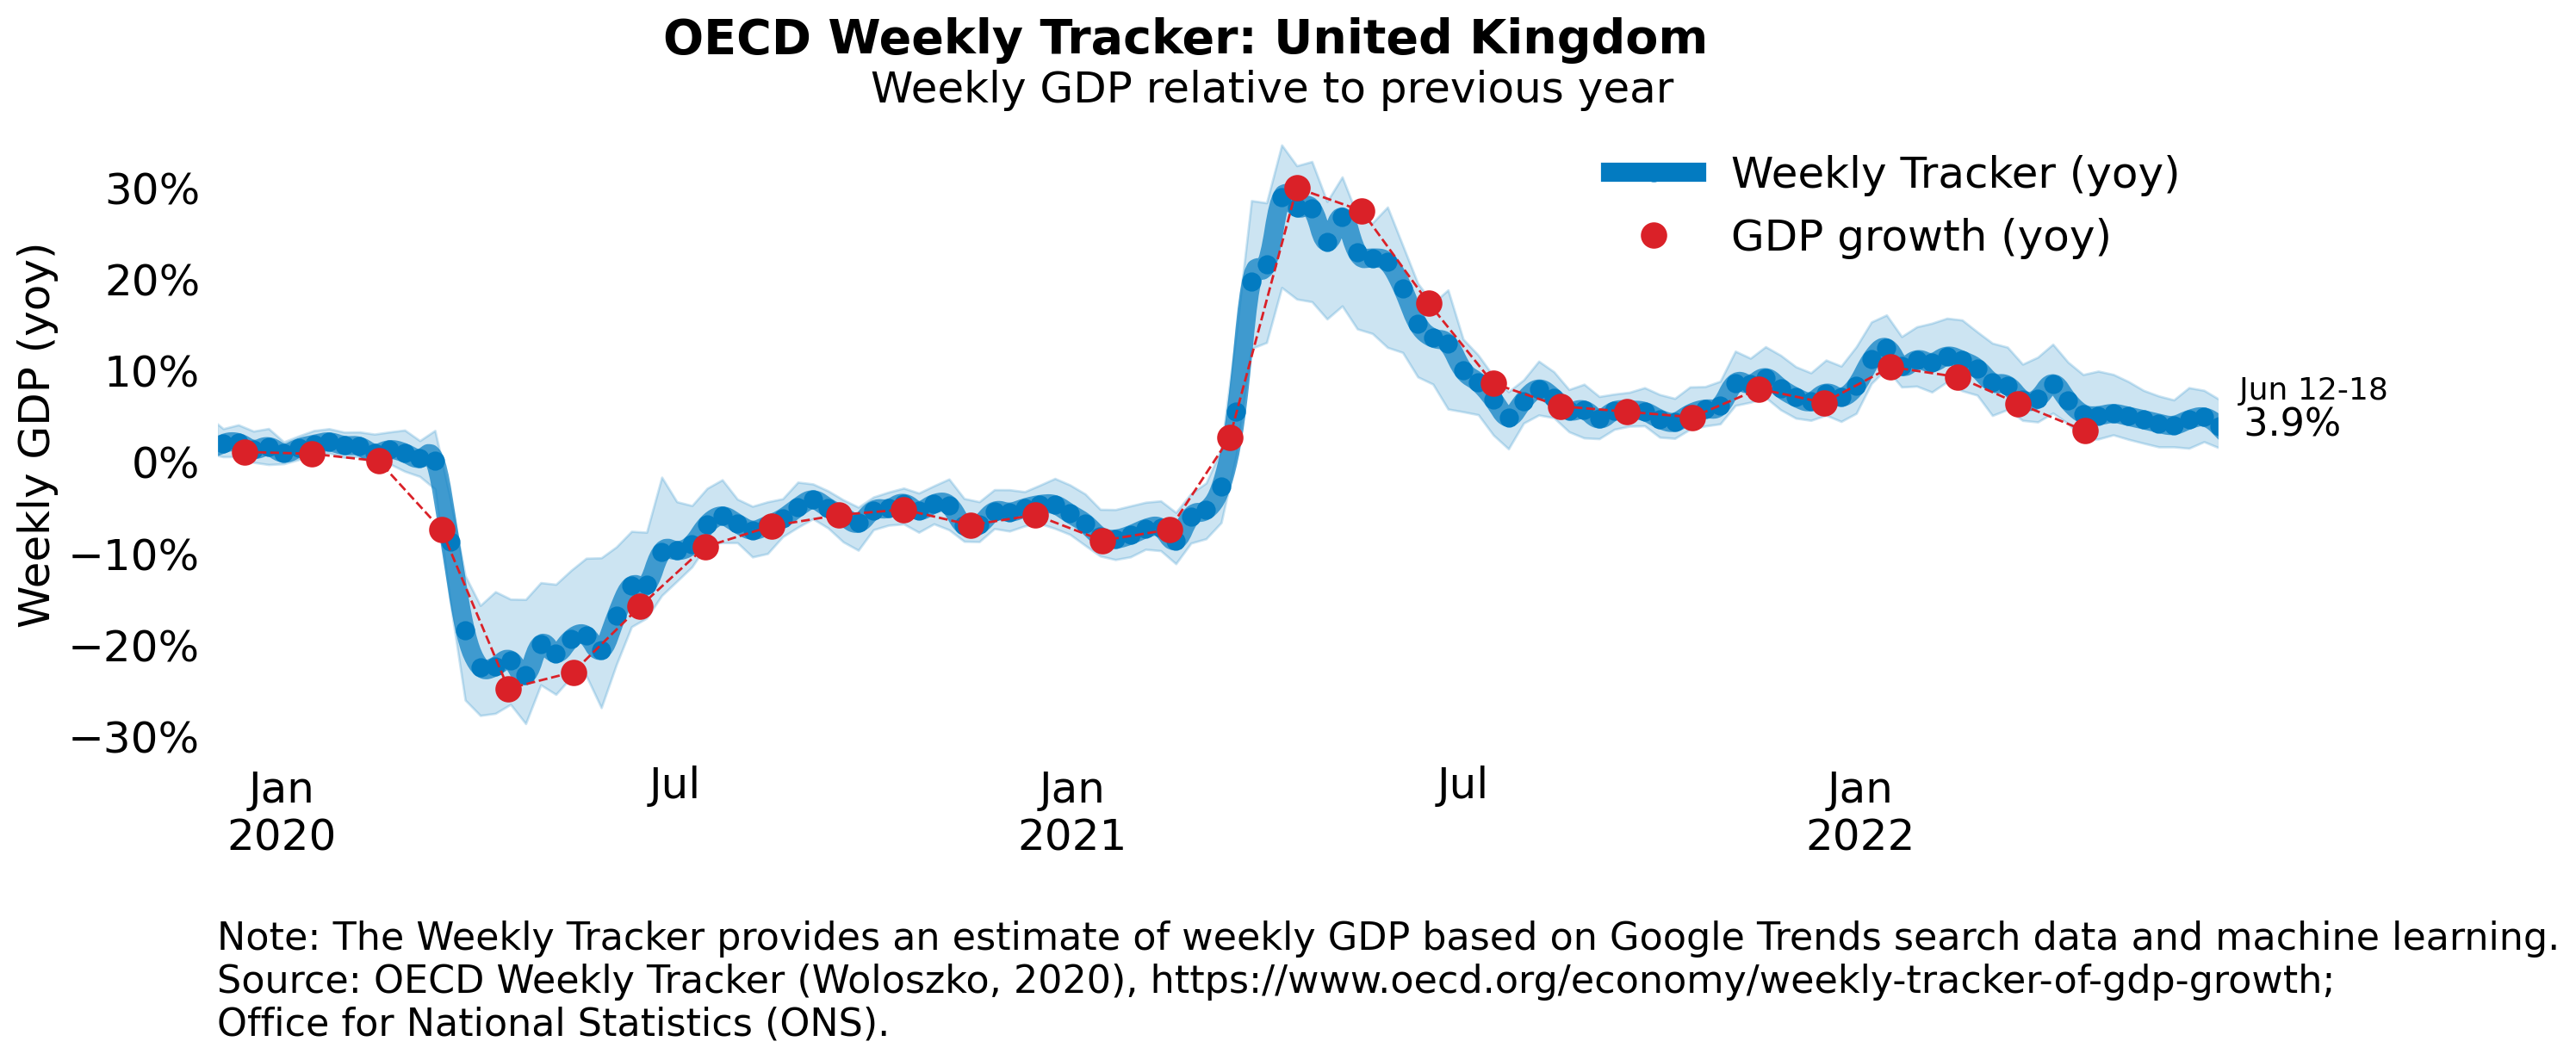 OECD Weekly Tracker: United Kingdom
Weekly GDP relative to previous year
Weekly Tracker (yoy)
GDP growth (yoy)
Weekly GDP (yoy)
30%
20%
10%
0%
−10%
−20%
−30%
Jun 12-18
3.9%
Jan
2020
Jul
Jan
2021
Jul
Jan
2022
Note: The Weekly Tracker provides an estimate of weekly GDP based on Google Trends search data and machine learning.
Source: OECD Weekly Tracker (Woloszko, 2020), https://www.oecd.org/economy/weekly-tracker-of-gdp-growth;
Office for National Statistics (ONS).